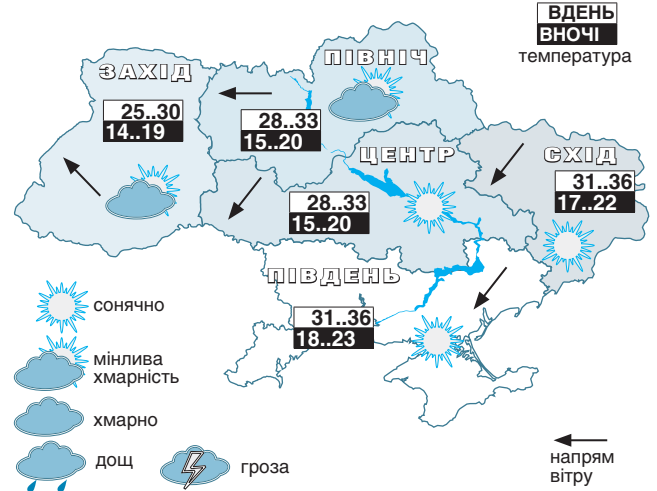 ВДЕНЬ
ВНОЧІ
температура
ПІВНІЧ
ЗАХІД
25..30
14..19
28..33
15..20
ЦЕНТР
СХІД
31..36
17..22
28..33
15..20
ПІВДЕНЬ
31..36
18..23
сонячно
мінлива
хмарність
хмарно
дощ
гроза
напрям
вітру